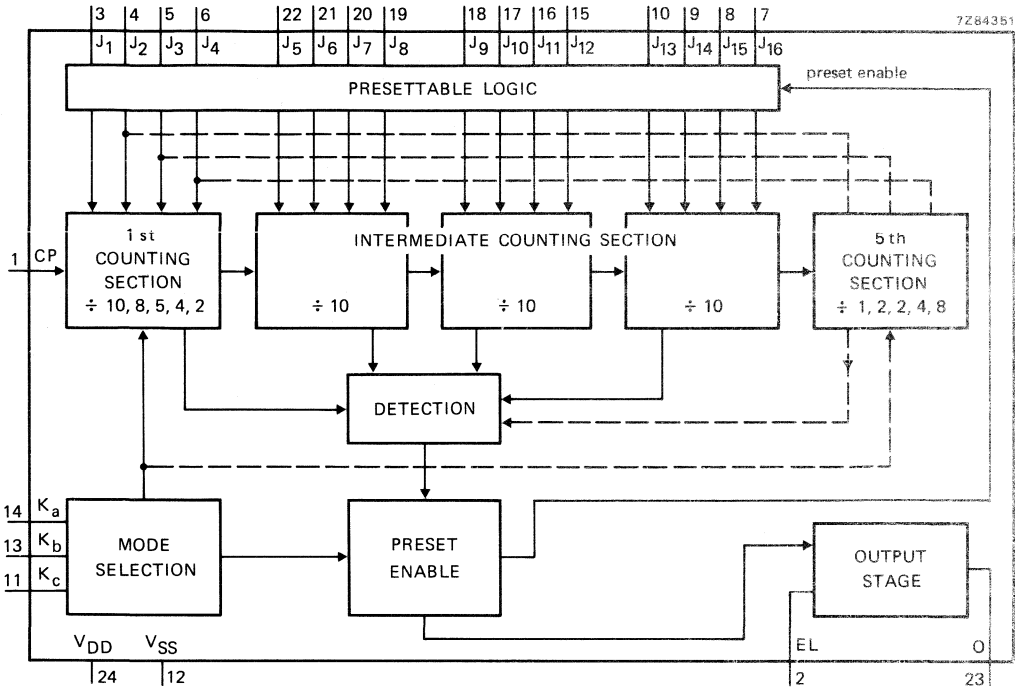 3 4 5 6 22 21 20 19 18 17 16 15 10 9 8 7
7Z84351
J1 J2 J3 J4 J5 J6 J7 J8 J9 J10 J11 J12 J13 J14 J15 J16
preset enable
PRESETTABLE LOGIC
1 CP
1 st
COUNTING
SECTION
÷ 10, 8, 5, 4, 2
INTERMEDIATE COUNTING SECTION
÷ 10
÷ 10
÷ 10
5 th
COUNTING
SECTION
÷ 1, 2, 2, 4, 8
DETECTION
14 Ka
13 Kb
11 Kc
MODE
SELECTION
PRESET
ENABLE
OUTPUT
STAGE
VDD VSS EL O
24 12 2 23